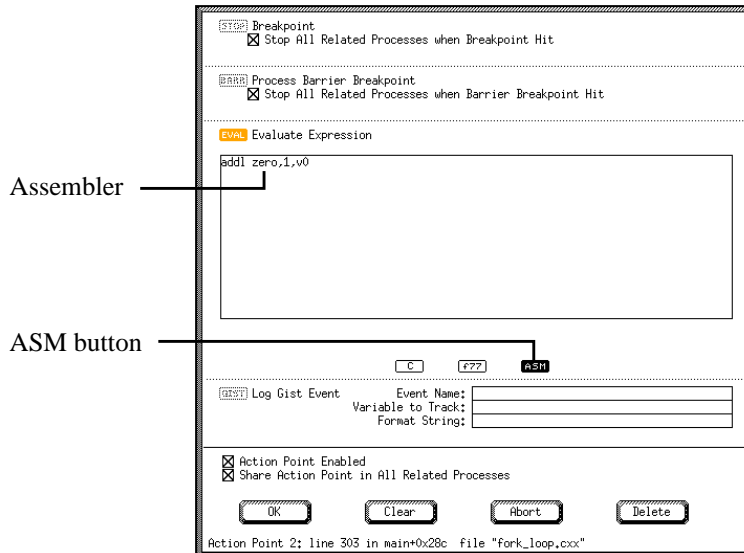 STOP Breakpoint
Stop All Related Processes when Breakpoint Hit
BARR Process Barrier Breakpoint
Stop All Related Processes when Barrier Breakpoint Hit
EVAL Evaluate Expression
addl zero,1,v0
Assembler
ASM button
C f77 ASM
GIST Log Gist Event Event Name:
Variable to Track:
Format String:
Action Point Enabled
Share Action Point in All Related Processes
OK Clear Abort Delete
Action Point 2: line 303 in main+0x28c file "fork_loop.cxx"